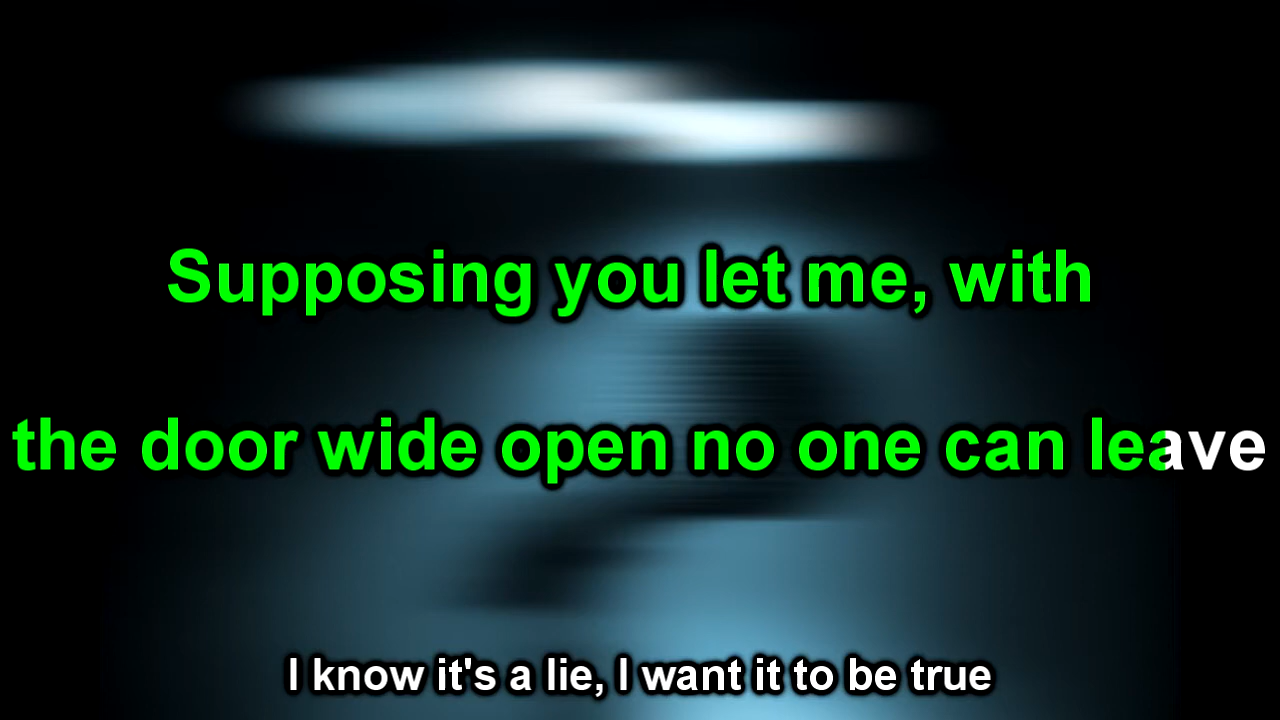 Supposing you let me, with
the door wide open no one can leave
I know it's a lie, I want it to be true